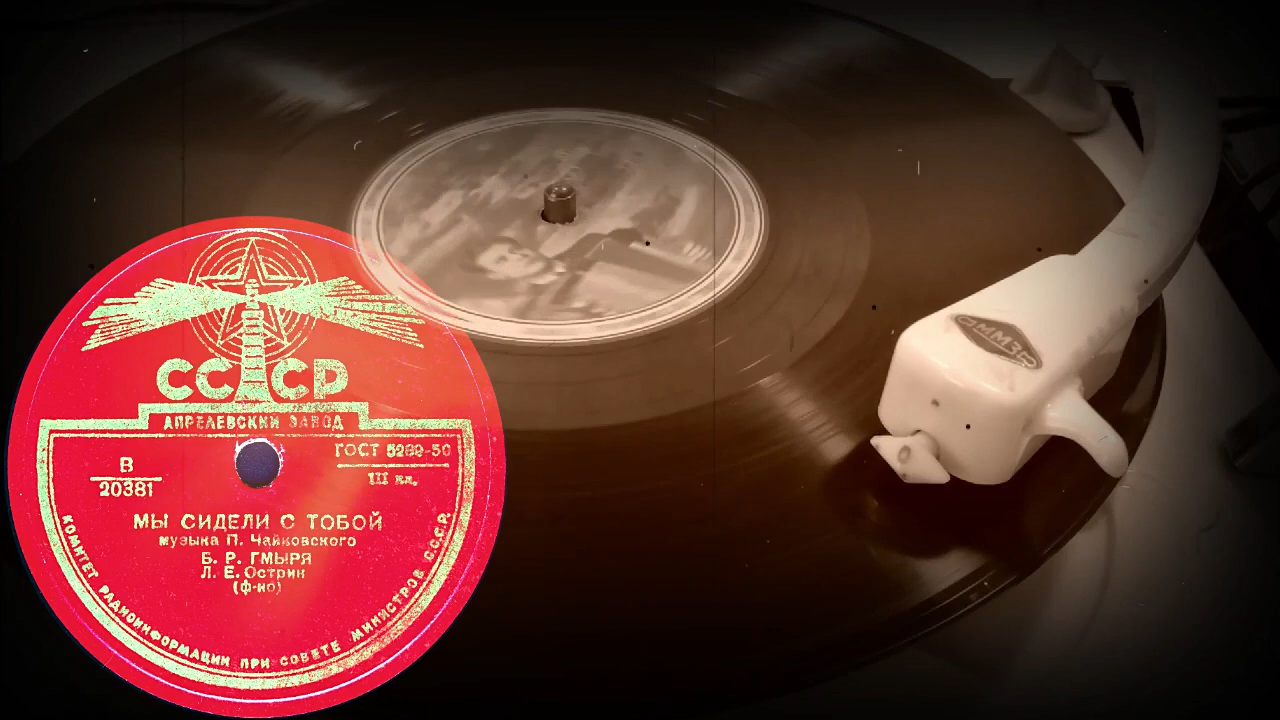 СССР
АПРЕЛЕВСКИЙ ЗАВОД
ГОСТ 5289-50
В
20381
III кл.
МЫ СИДЕЛИ С ТОБОЙ
музыка П. Чайковского
Б. Р. ГМЫРЯ
Л. Е. Острин
(ф-но)
КОМИТЕТ РАДИОИНФОРМАЦИИ ПРИ СОВЕТЕ МИНИСТРОВ СССР.